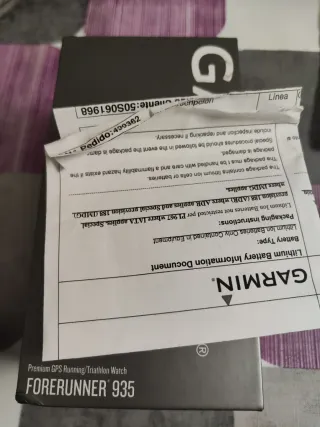 GA
Cliente:50S061968
Línea
GARMIN.
Lithium Battery Information Document
Battery Type:
Lithium Ion Batteries Only Contained in Equipment
Packaging Instructions:
Lithium Ion Batteries not restricted per PI 967 where IATA applies, Special
provision 188 (ADR) where ADR applies and special provision 188 (IMDG)
where IMDG applies.
The package contains lithium ion cells or batteries.
The package must be handled with care and a flammability hazard exists if the
package is damaged.
Special procedures should be followed in the event the package is
include inspection and repacking if necessary.
®
Premium GPS Running/Triathlon Watch
FORERUNNER® 935